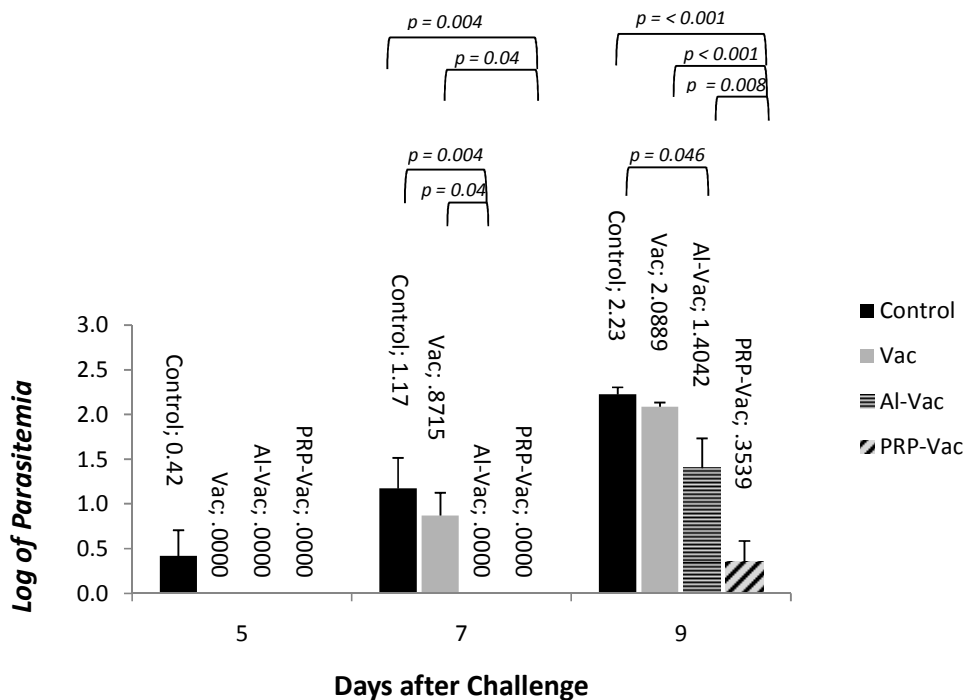 p = 0.004
p = 0.04
p = < 0.001
p < 0.001
p = 0.008
p = 0.004
p = 0.04
p = 0.046
Control; 0.42
Vac; .0000
Al-Vac; .0000
PRP-Vac; .0000
Control; 1.17
Vac; .8715
Al-Vac; .0000
PRP-Vac; .0000
Control; 2.23
Vac; 2.0889
Al-Vac; 1.4042
PRP-Vac; .3539
3.0
2.5
2.0
1.5
1.0
0.5
0.0
Log of Parasitemia
5
7
9
Days after Challenge
Control
Vac
Al-Vac
PRP-Vac